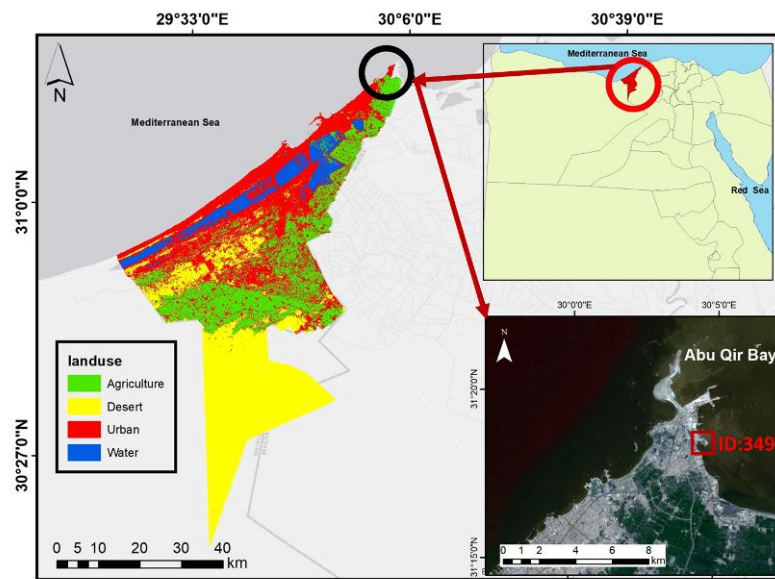 29°33'0"E
30°6'0"E
30°39'0"E
N
Mediterranean Sea
31°0'0"N
30°27'0"N
landuse
Agriculture
Desert
Urban
Water
0 5 10 20 30 40
km
Mediterranean Sea
Red Sea
30°0'0"E
30°5'0"E
N
Abu Qir Bay
31°20'0"N
ID:349
31°15'0"N
0 1 2 4 6 8
km